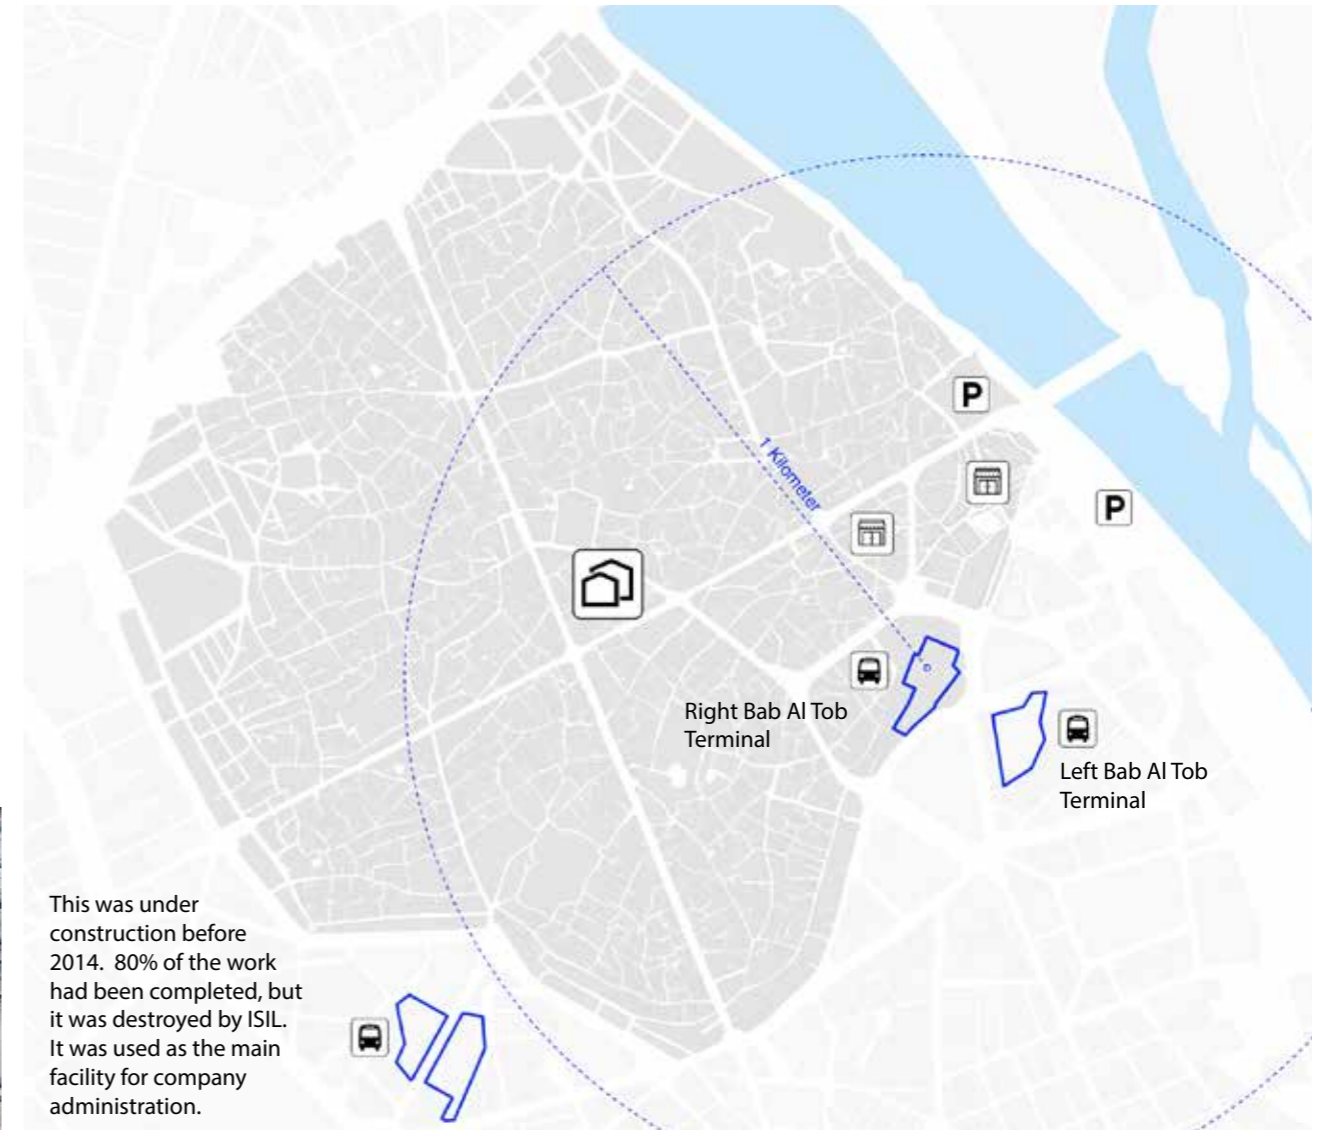 P
1 Kilometer
P
Right Bab Al Tob
Terminal
Left Bab Al Tob
Terminal
This was under
construction before
2014.  80% of the work
had been completed, but
it was destroyed by ISIL.
It was used as the main
facility for company
administration.